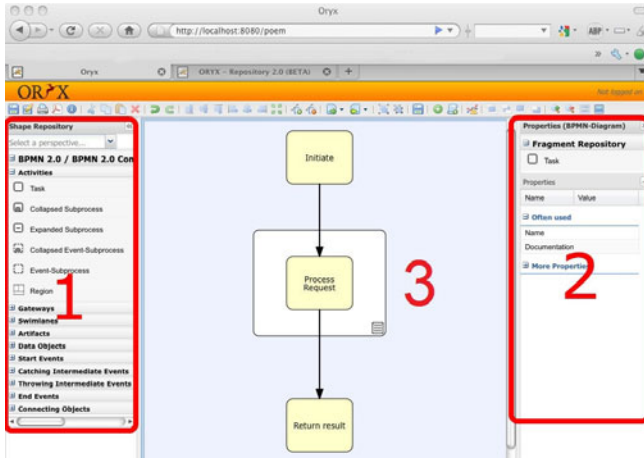 Oryx
http://localhost:8080/poem
ABP
Oryx
ORYX - Repository 2.0 (BETA)
ORYX
Not logged on
Shape Repository
Properties (BPMN-Diagram)
Select a perspective...
BPMN 2.0 / BPMN 2.0 Con
Activities
Task
Collapsed Subprocess
Expanded Subprocess
Collapsed Event-Subprocess
Event-Subprocess
Region
Gateways
Swimlanes
Artifacts
Data Objects
Start Events
Catching Intermediate Events
Throwing Intermediate Events
End Events
Connecting Objects
1
Initiate
Process
Request
Return result
3
Fragment Repository
Task
Properties
Name Value
Often used
Name
Documentation
More Properti
2